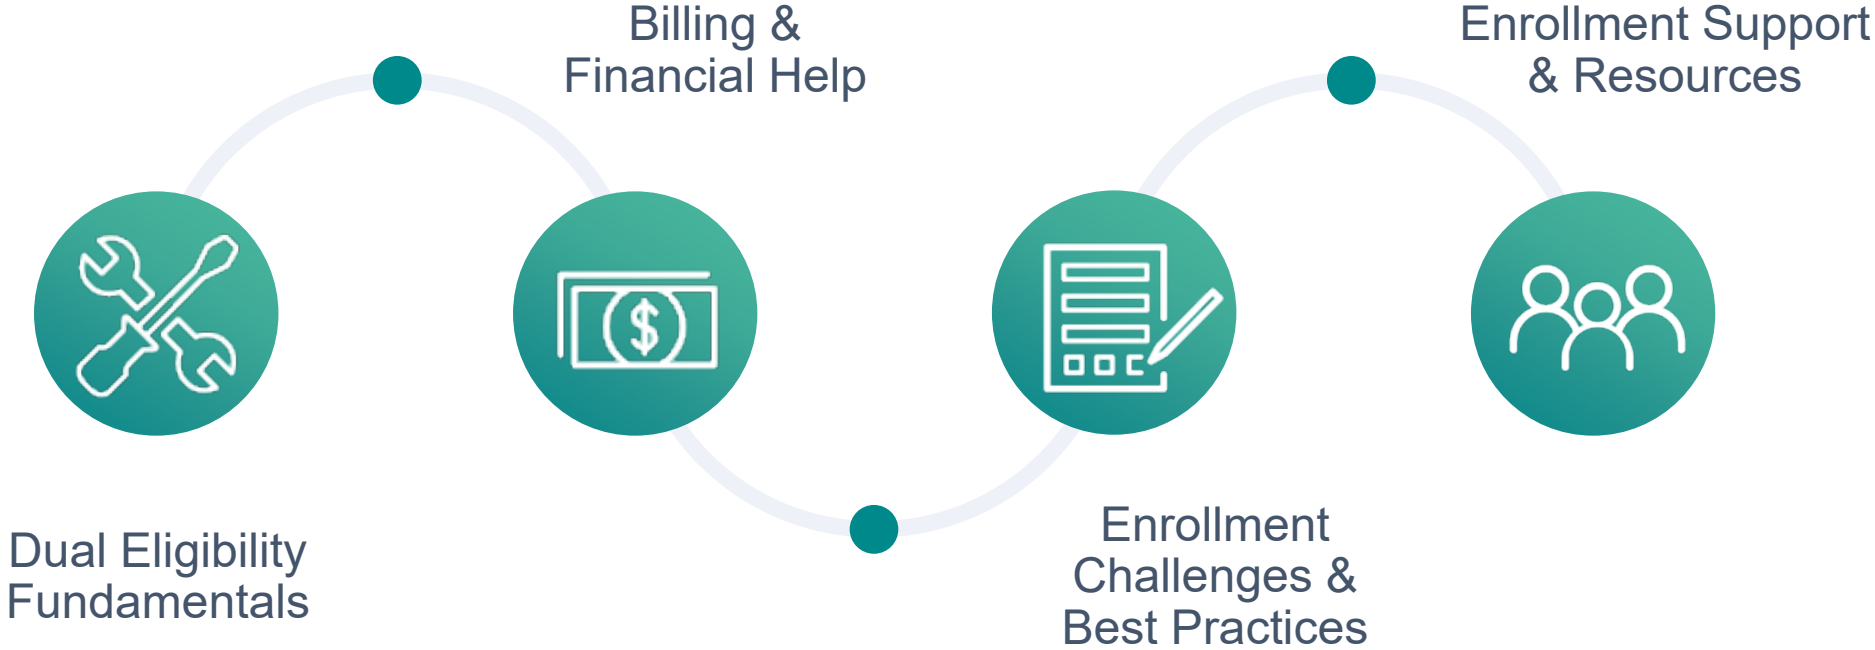 Dual Eligibility
Fundamentals
Billing &
Financial Help
$
Enrollment
Challenges &
Best Practices
Enrollment Support
& Resources